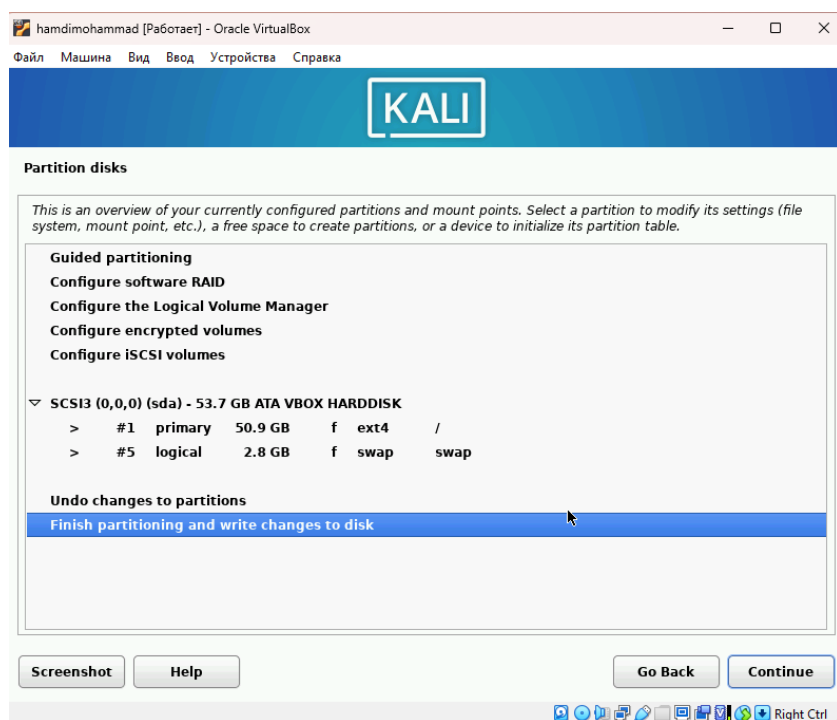 hamdimohammad [Работает] - Oracle VirtualBox
Файл Машина Вид Ввод Устройства Справка
KALI
Partition disks
This is an overview of your currently configured partitions and mount points. Select a partition to modify its settings (file
system, mount point, etc.), a free space to create partitions, or a device to initialize its partition table.
Guided partitioning
Configure software RAID
Configure the Logical Volume Manager
Configure encrypted volumes
Configure iSCSI volumes
SCSI3 (0,0,0) (sda) - 53.7 GB ATA VBOX HARDDISK
> #1 primary 50.9 GB f ext4 /
> #5 logical 2.8 GB f swap swap
Undo changes to partitions
Finish partitioning and write changes to disk
Screenshot Help Go Back Continue
Right Ctrl